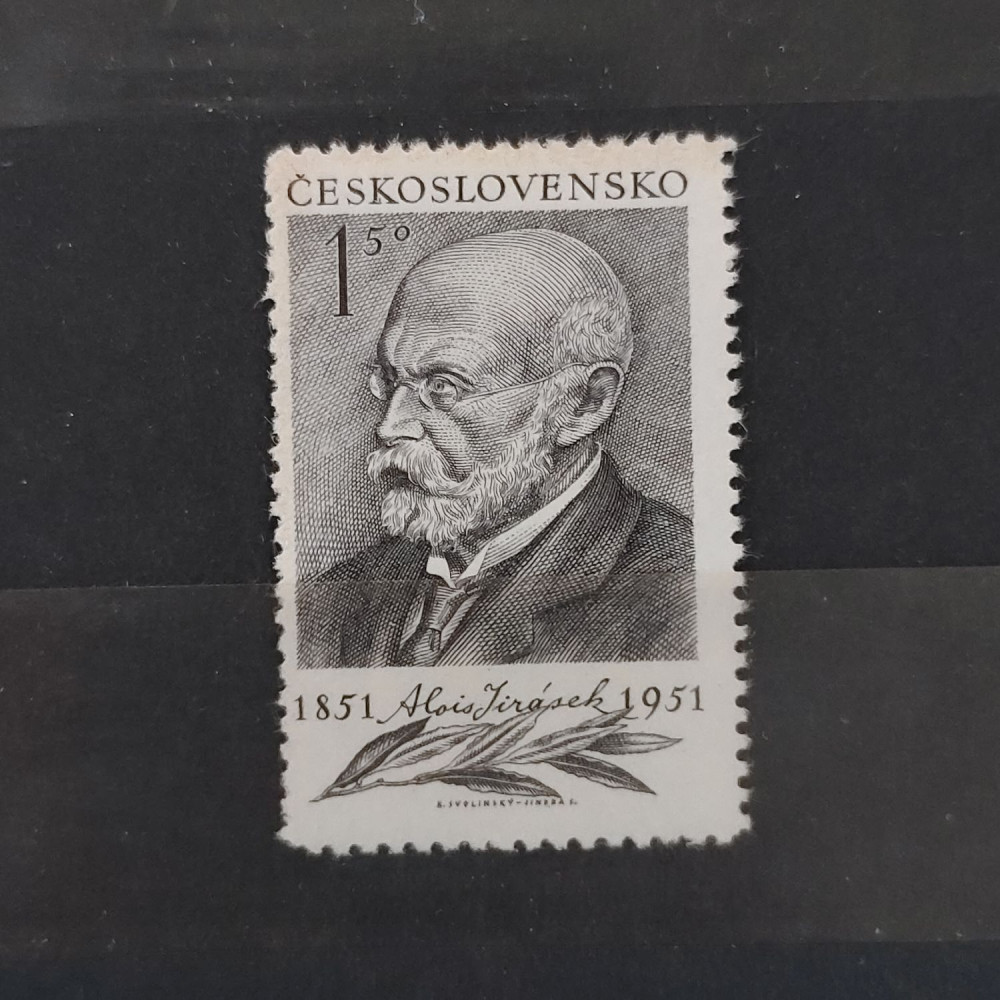 ČESKOSLOVENSKO
1⁵⁰
1851 Alois Jirásek 1951
K. SVOLINSKÝ - JINDRA S.